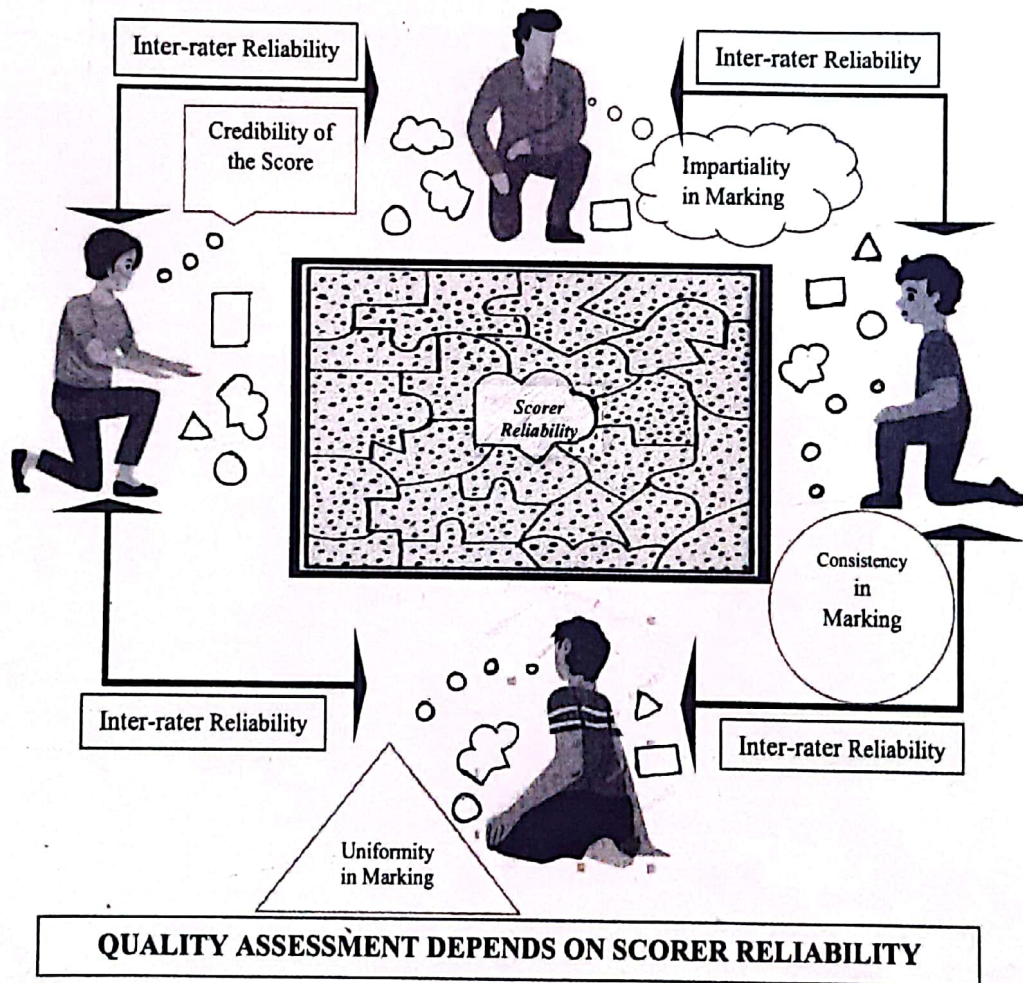 Inter-rater Reliability
Inter-rater Reliability
Credibility of
the Score
Impartiality
in Marking
Scorer
Reliability
Consistency
in
Marking
Inter-rater Reliability
Inter-rater Reliability
Uniformity
in Marking
QUALITY ASSESSMENT DEPENDS ON SCORER RELIABILITY